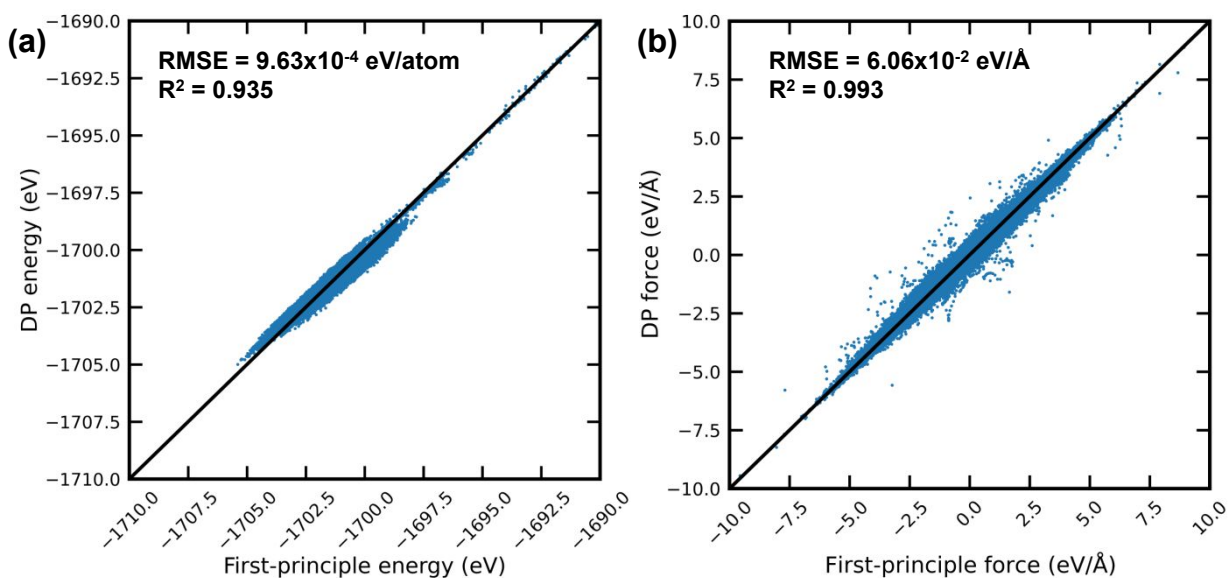 (a)
RMSE = 9.63x10⁻⁴ eV/atom
R² = 0.935
DP energy (eV)
−1690.0
−1692.5
−1695.0
−1697.5
−1700.0
−1702.5
−1705.0
−1707.5
−1710.0
−1710.0 −1707.5 −1705.0 −1702.5 −1700.0 −1697.5 −1695.0 −1692.5 −1690.0
First-principle energy (eV)
(b)
RMSE = 6.06x10⁻² eV/Å
R² = 0.993
DP force (eV/Å)
10.0
7.5
5.0
2.5
0.0
−2.5
−5.0
−7.5
−10.0
−10.0 −7.5 −5.0 −2.5 0.0 2.5 5.0 7.5 10.0
First-principle force (eV/Å)